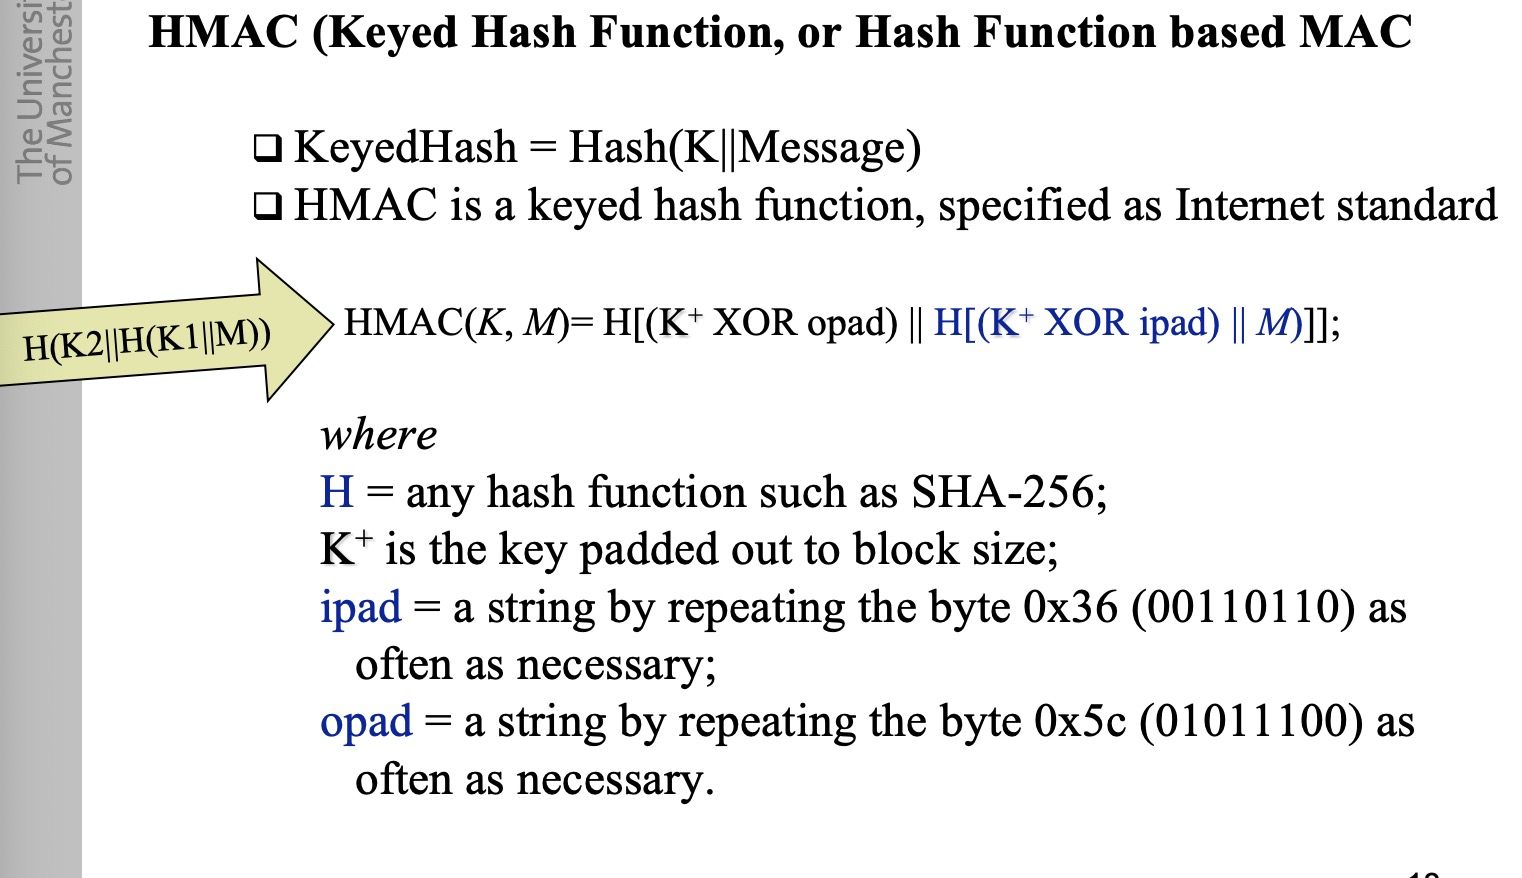 The Universi
of Manchest
HMAC (Keyed Hash Function, or Hash Function based MAC
❑ KeyedHash = Hash(K||Message)
❑ HMAC is a keyed hash function, specified as Internet standard
H(K2||H(K1||M))
HMAC(K, M)= H[(K⁺ XOR opad) || H[(K⁺ XOR ipad) || M)]];
where
H = any hash function such as SHA-256;
K⁺ is the key padded out to block size;
ipad = a string by repeating the byte 0x36 (00110110) as
often as necessary;
opad = a string by repeating the byte 0x5c (01011100) as
often as necessary.